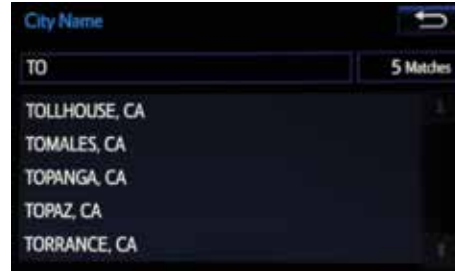 City Name
TO
5 Matches
TOLLHOUSE, CA
TOMALES, CA
TOPANGA, CA
TOPAZ, CA
TORRANCE, CA